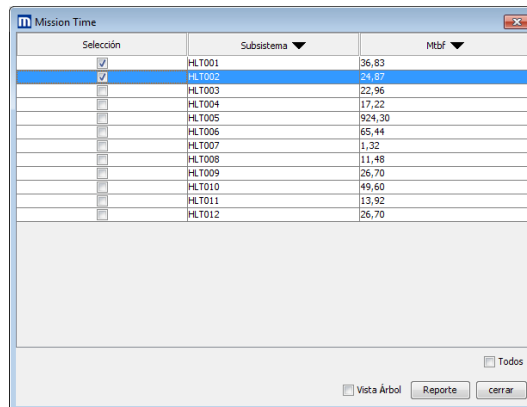 m Mission Time
Selección Subsistema Mtbf
HLT001 36,83
HLT002 24,87
HLT003 22,96
HLT004 17,22
HLT005 924,30
HLT006 65,44
HLT007 1,32
HLT008 11,48
HLT009 26,70
HLT010 49,60
HLT011 13,92
HLT012 26,70
Todos
Vista Árbol Reporte cerrar